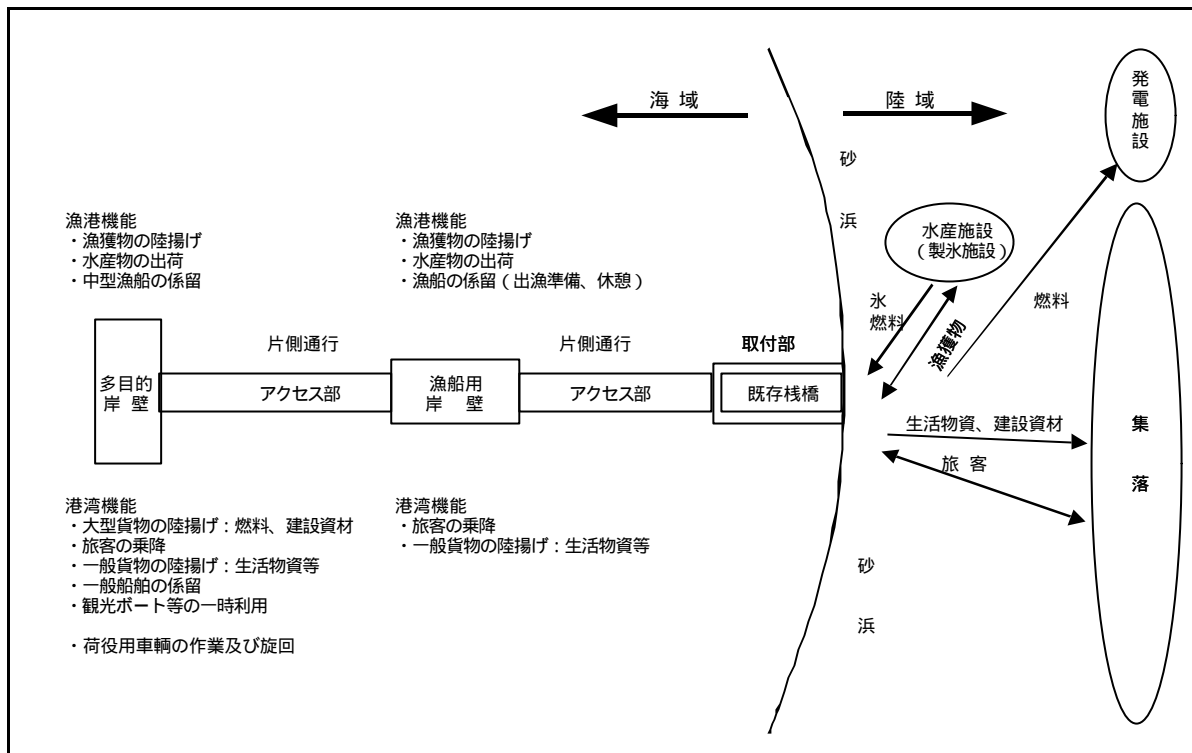 海 域
陸 域
発電施設
砂 浜
水産施設
（製氷施設）
漁港機能
・漁獲物の陸揚げ
・水産物の出荷
・中型漁船の係留
漁港機能
・漁獲物の陸揚げ
・水産物の出荷
・漁船の係留（出漁準備、休憩）
氷
燃料
漁獲物
燃料
片側通行
片側通行
取付部
多目的
岸 壁
アクセス部
漁船用
岸 壁
アクセス部
既存桟橋
生活物資、建設資材
旅 客
集 落
港湾機能
・大型貨物の陸揚げ：燃料、建設資材
・旅客の乗降
・一般貨物の陸揚げ：生活物資等
・一般船舶の係留
・観光ボート等の一時利用
・荷役用車輌の作業及び旋回
港湾機能
・旅客の乗降
・一般貨物の陸揚げ：生活物資等
砂 浜